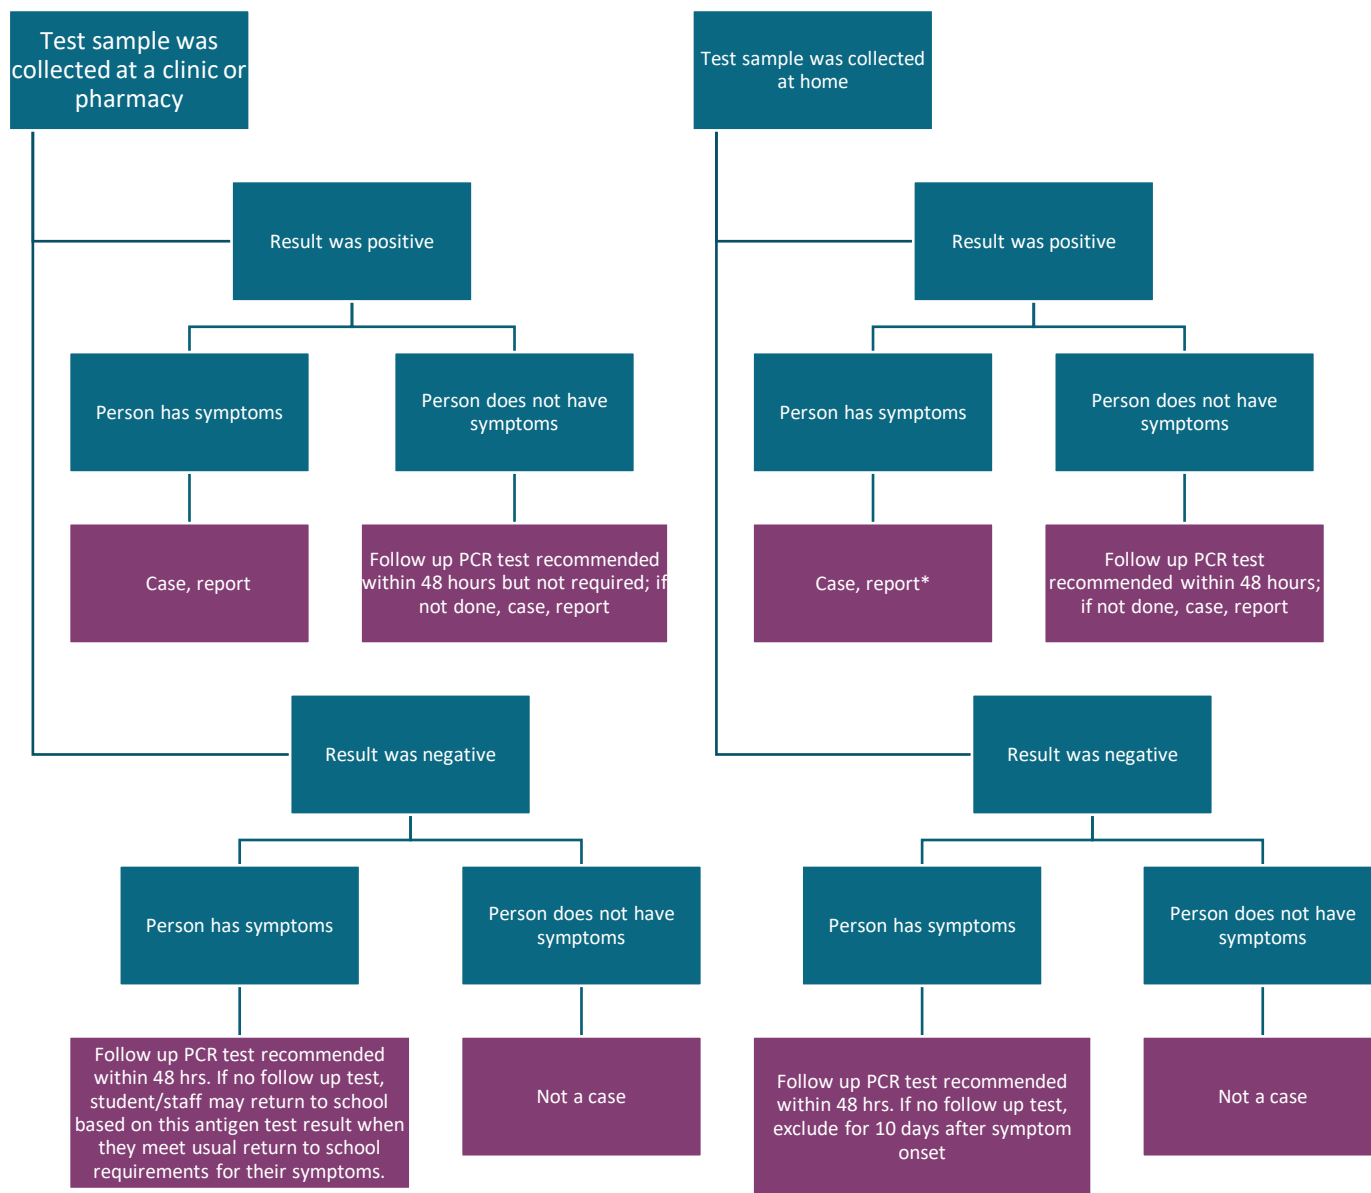 Test sample was
collected at a clinic or
pharmacy
Test sample was collected
at home
Result was positive
Result was positive
Person has symptoms
Person does not have
symptoms
Person has symptoms
Person does not have
symptoms
Case, report
Follow up PCR test recommended
within 48 hours but not required; if
not done, case, report
Case, report*
Follow up PCR test
recommended within 48 hours;
if not done, case, report
Result was negative
Result was negative
Person has symptoms
Person does not have
symptoms
Person has symptoms
Person does not have
symptoms
Follow up PCR test recommended
within 48 hrs. If no follow up test,
student/staff may return to school
based on this antigen test result when
they meet usual return to school
requirements for their symptoms.
Not a case
Follow up PCR test recommended
within 48 hrs. If no follow up test,
exclude for 10 days after symptom
onset
Not a case